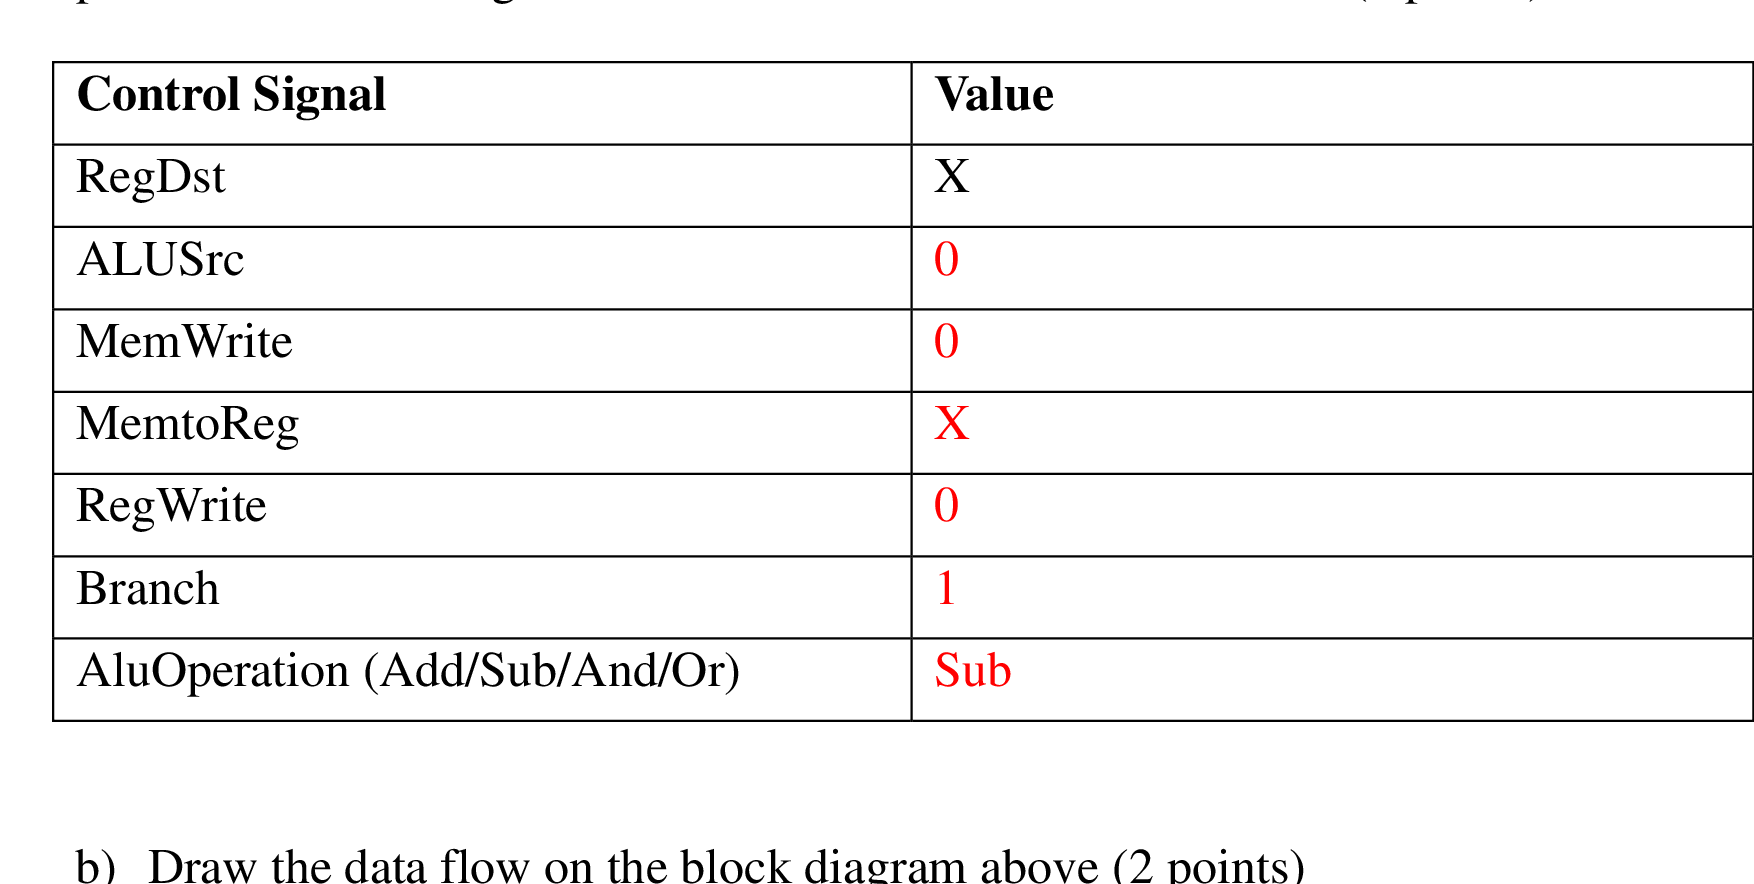 Control Signal Value
RegDst X
ALUSrc 0
MemWrite 0
MemtoReg X
RegWrite 0
Branch 1
AluOperation (Add/Sub/And/Or) Sub
b) Draw the data flow on the block diagram above (2 points)